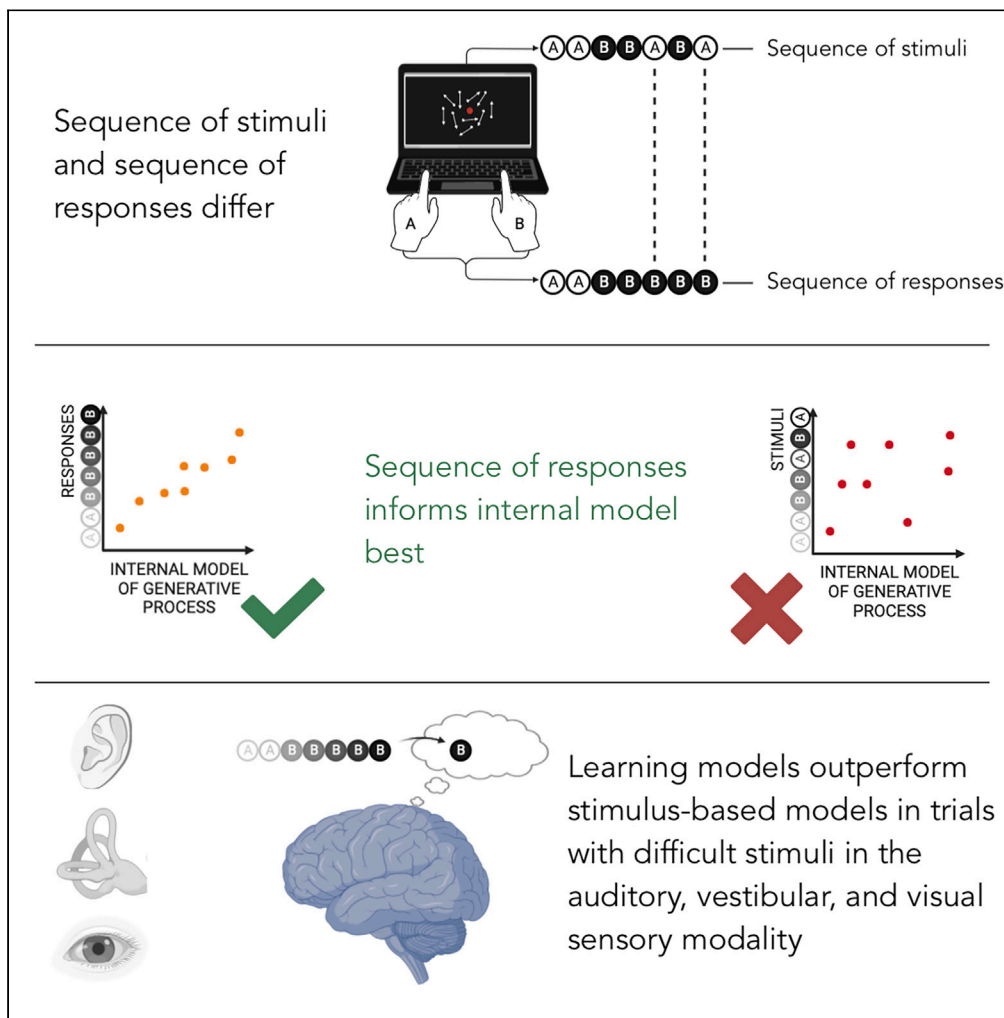 A A B B A B A
Sequence of stimuli
Sequence of stimuli
and sequence of
responses differ
A B
A A B B B B B
Sequence of responses
RESPONSES
A A B B B B B
INTERNAL MODEL
OF GENERATIVE
PROCESS
Sequence of responses
informs internal model
best
STIMULI
A A B B A B A
INTERNAL MODEL
OF GENERATIVE
PROCESS
A A B B B B B
B
Learning models outperform
stimulus-based models in trials
with difficult stimuli in the
auditory, vestibular, and visual
sensory modality